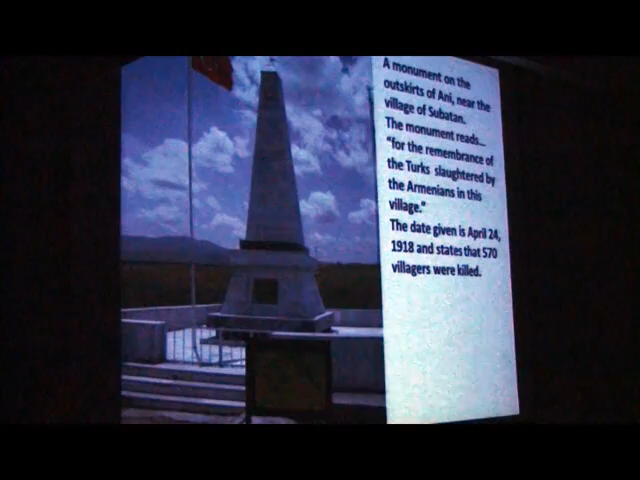 A monument on the
outskirts of Ani, near the
village of Subatan.
The monument reads...
"for the remembrance of
the Turks slaughtered by
the Armenians in this
village."
The date given is April 24,
1918 and states that 570
villagers were killed.